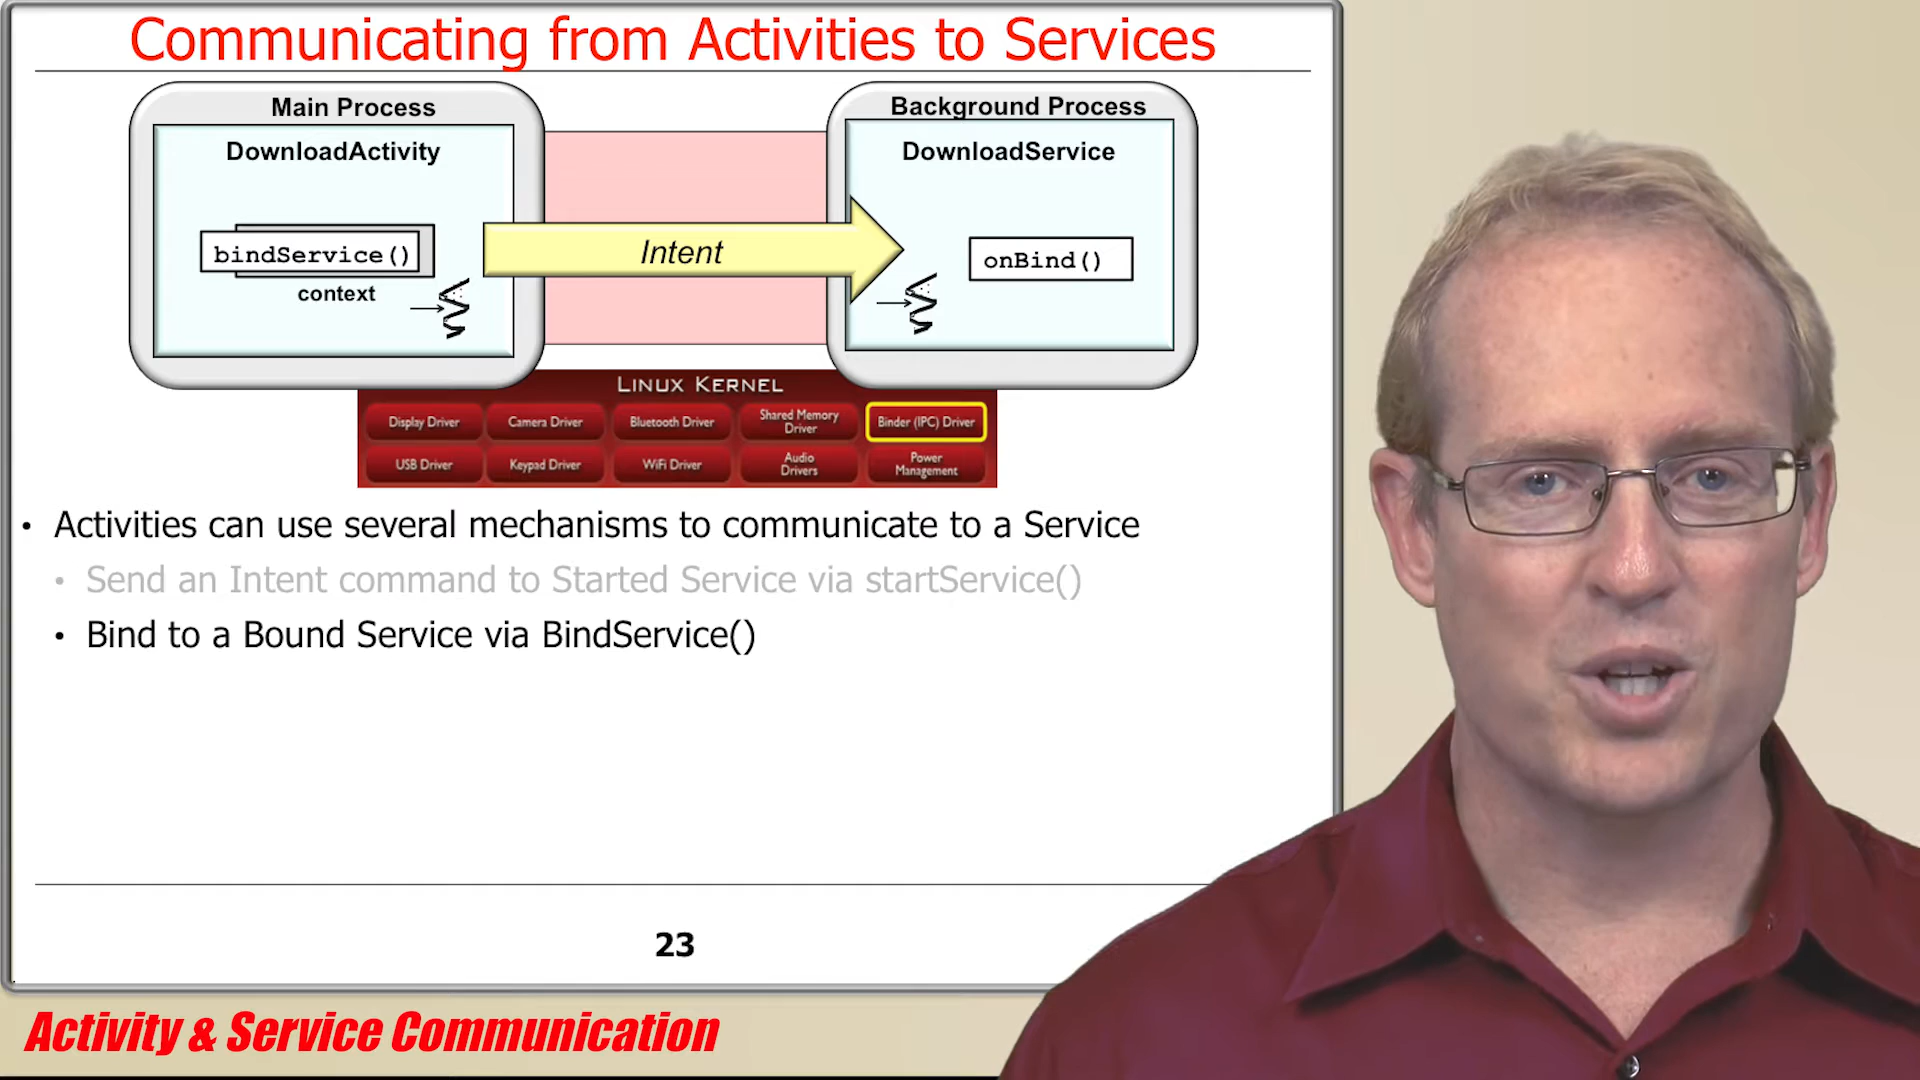 Communicating from Activities to Services
Main Process
Background Process
DownloadActivity
DownloadService
bindService()
context
Intent
onBind()
LINUX KERNEL
Display Driver
Camera Driver
Bluetooth Driver
Shared Memory
Driver
Binder (IPC) Driver
USB Driver
Keypad Driver
WiFi Driver
Audio
Drivers
Power
Management
• Activities can use several mechanisms to communicate to a Service
• Send an Intent command to Started Service via startService()
• Bind to a Bound Service via BindService()
23
Activity & Service Communication